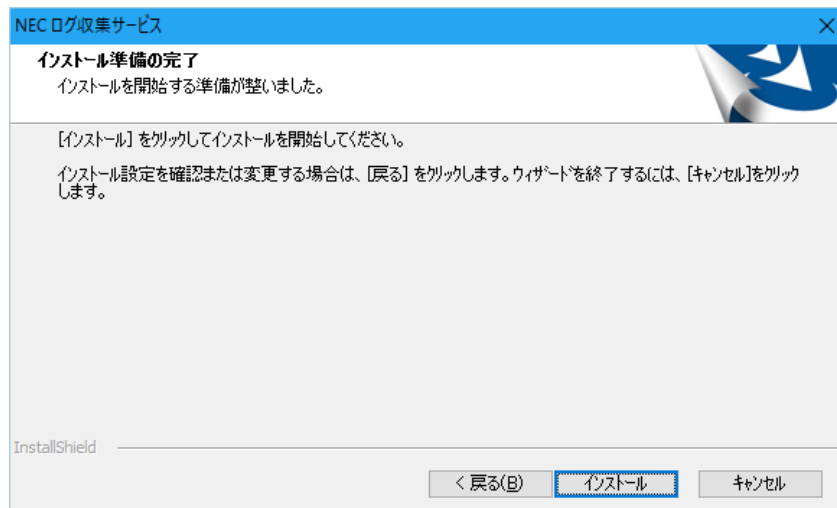 NEC ログ収集サービス
インストール準備の完了
インストールを開始する準備が整いました。
[インストール] をクリックしてインストールを開始してください。
インストール設定を確認または変更する場合は、[戻る] をクリックします。ウィザードを終了するには、[キャンセル]をクリック
します。
InstallShield
< 戻る(B)
インストール
キャンセル